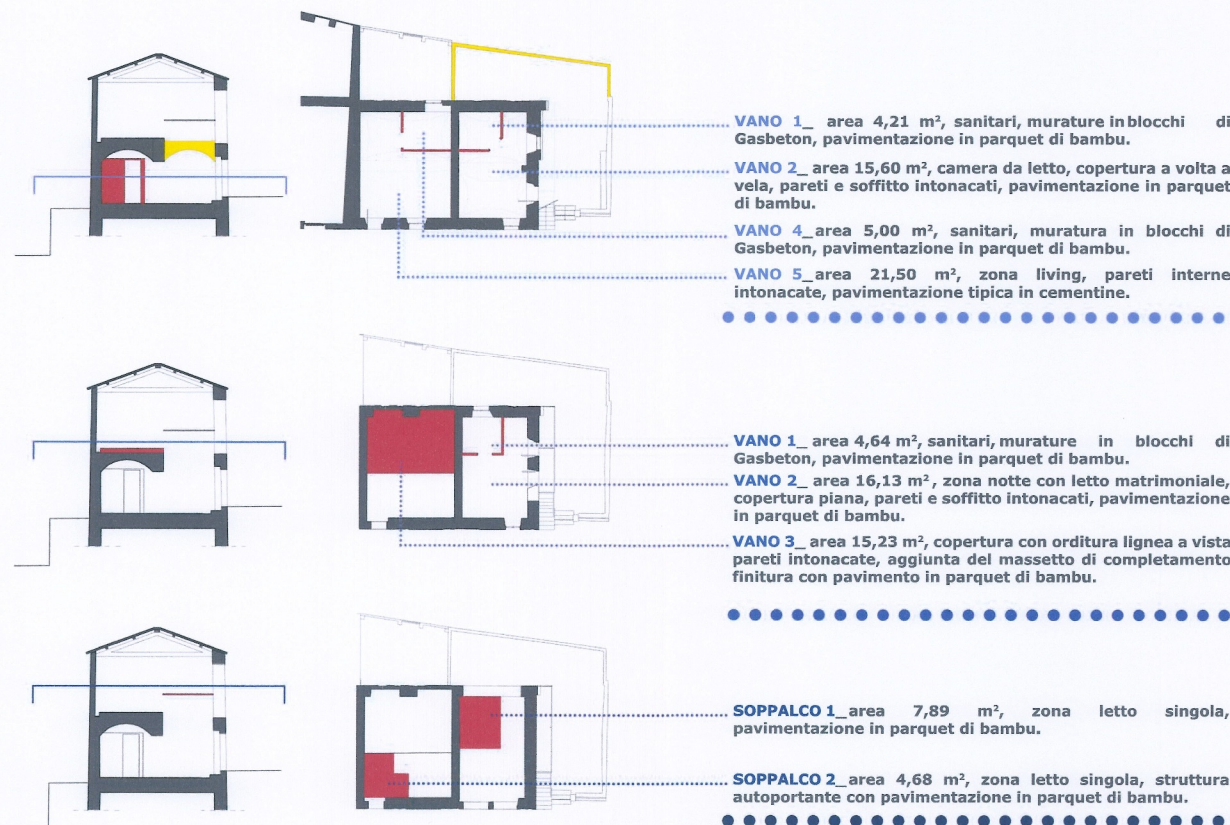 VANO 1_ area 4,21 m², sanitari, murature in blocchi di
Gasbeton, pavimentazione in parquet di bambu.
VANO 2_ area 15,60 m², camera da letto, copertura a volta a
vela, pareti e soffitto intonacati, pavimentazione in parquet
di bambu.
VANO 4_area 5,00 m², sanitari, muratura in blocchi di
Gasbeton, pavimentazione in parquet di bambu.
VANO 5_area 21,50 m², zona living, pareti interne
intonacate, pavimentazione tipica in cementine.
VANO 1_ area 4,64 m², sanitari, murature in blocchi di
Gasbeton, pavimentazione in parquet di bambu.
VANO 2_ area 16,13 m², zona notte con letto matrimoniale,
copertura piana, pareti e soffitto intonacati, pavimentazione
in parquet di bambu.
VANO 3_ area 15,23 m², copertura con orditura lignea a vista
pareti intonacate, aggiunta del massetto di completamento
finitura con pavimento in parquet di bambu.
SOPPALCO 1_area 7,89 m², zona letto singola,
pavimentazione in parquet di bambu.
SOPPALCO 2_area 4,68 m², zona letto singola, struttura
autoportante con pavimentazione in parquet di bambu.